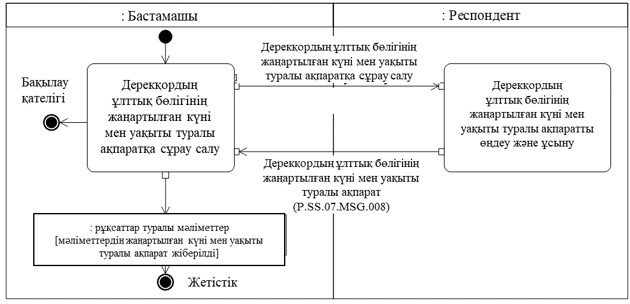 : Бастамашы
: Респондент
Дерекқордың ұлттық бөлігінің
жаңартылған күні мен уақыты
туралы ақпаратқа сұрау салу
Бақылау
қателігі
Дерекқордың
ұлттық бөлігінің
жаңартылған күні
мен уақыты туралы
ақпаратқа сұрау салу
Дерекқордың
ұлттық бөлігінің
жаңартылған күні мен
уақыты туралы ақпаратты
өңдеу және ұсыну
Дерекқордың ұлттық бөлігінің
жаңартылған күні мен уақыты
туралы ақпарат
(P.SS.07.MSG.008)
: рұқсаттар туралы мәліметтер
[мәліметтердің жаңартылған күні мен уақыты
туралы ақпарат жіберілді]
Жетістік